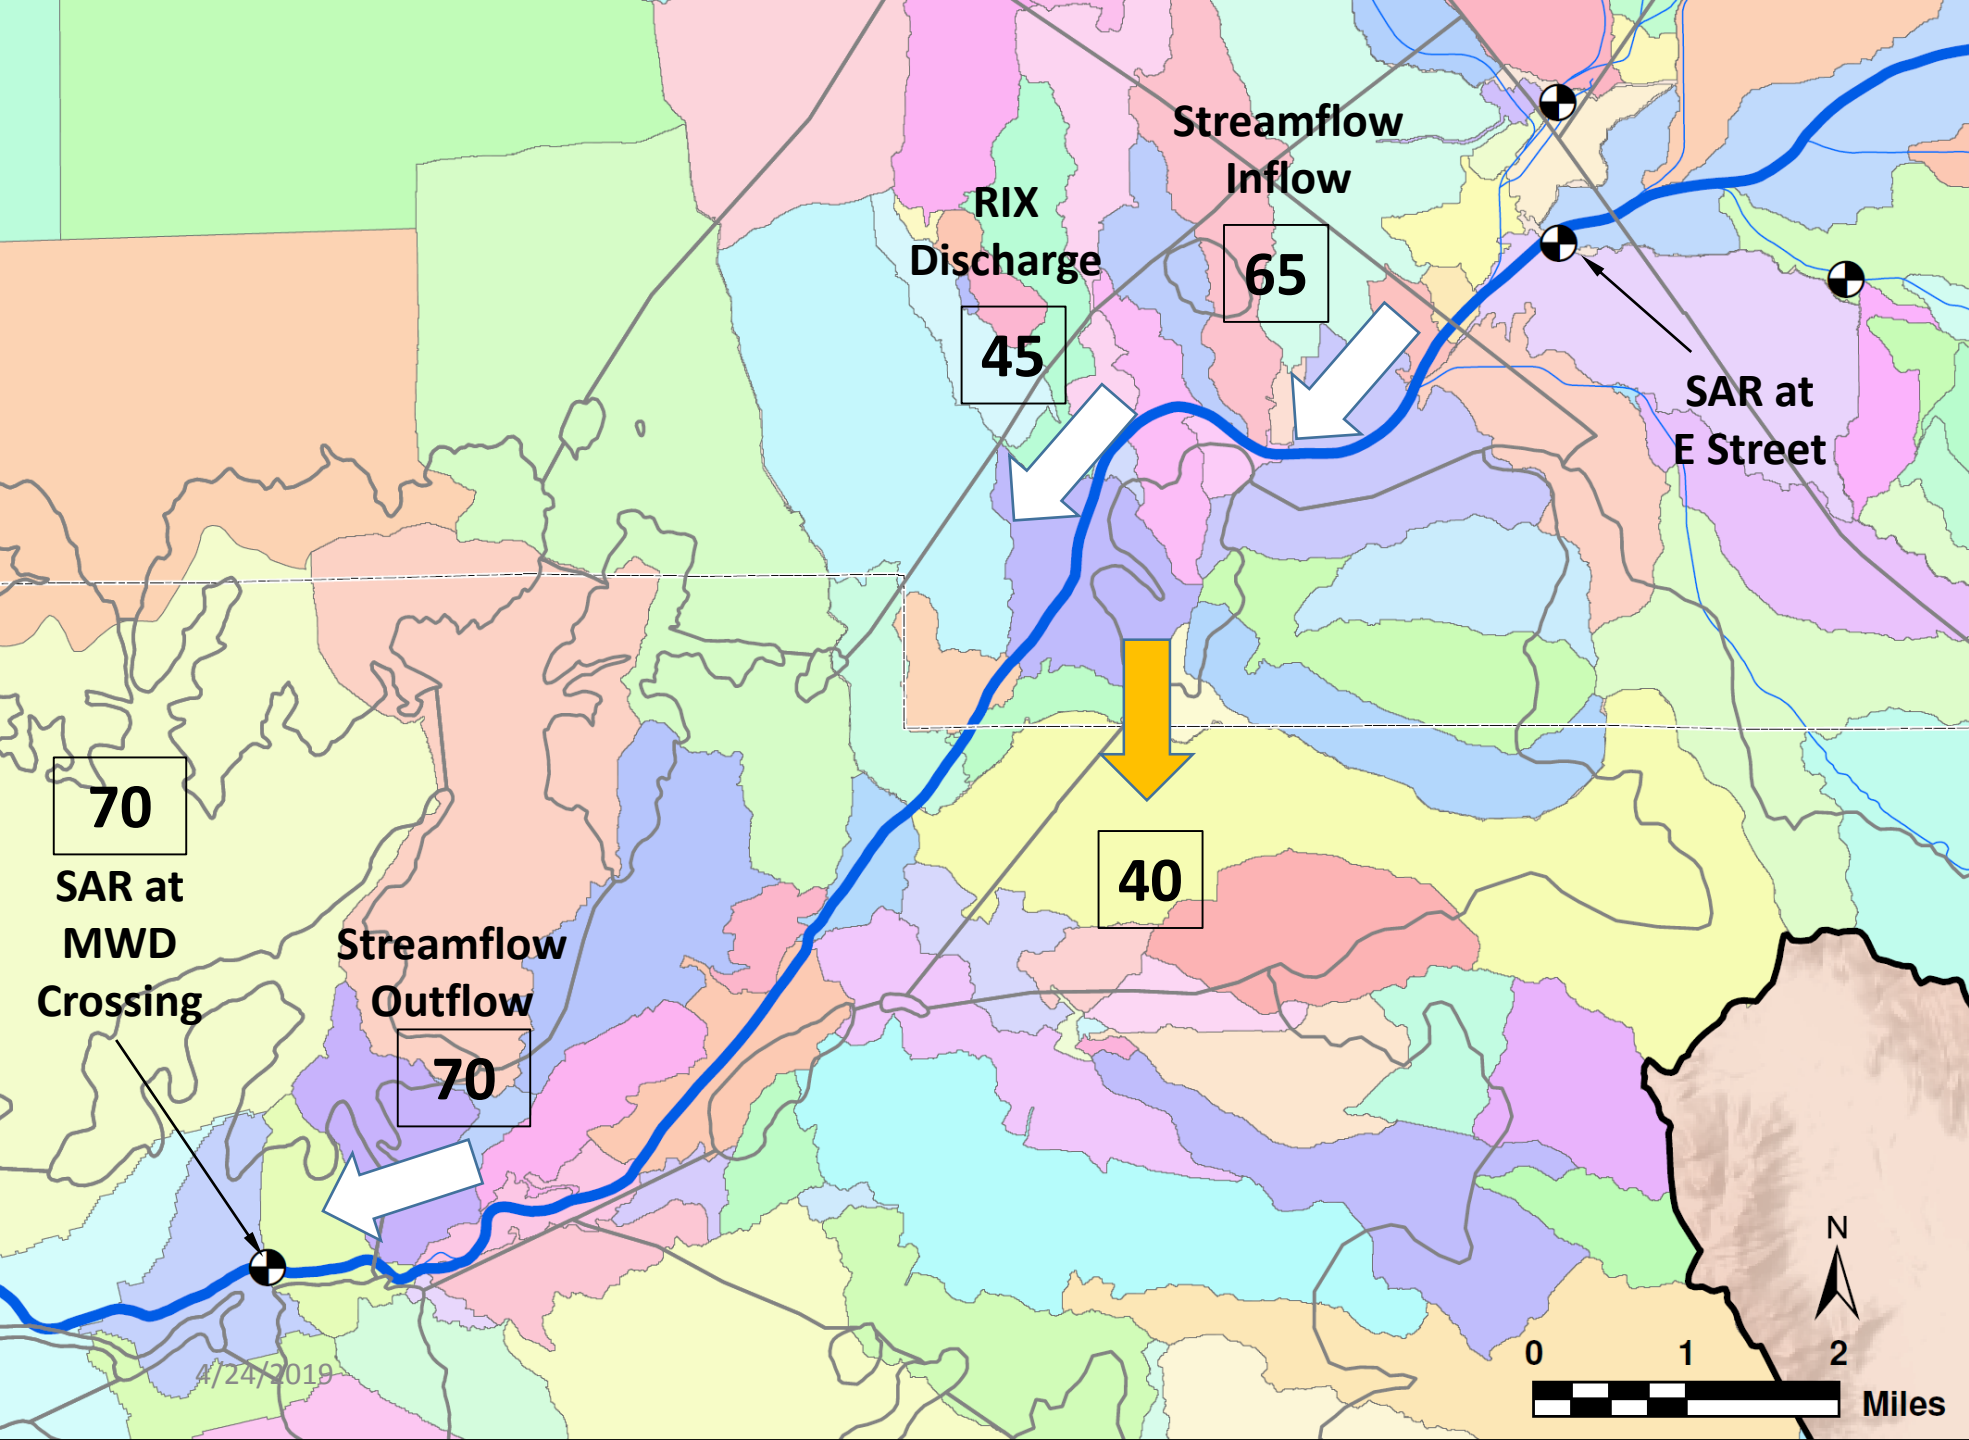 Streamflow
Inflow
65
RIX
Discharge
45
SAR at
E Street
40
70
SAR at
MWD
Crossing
Streamflow
Outflow
70
N
0 1 2
Miles
4/24/2019